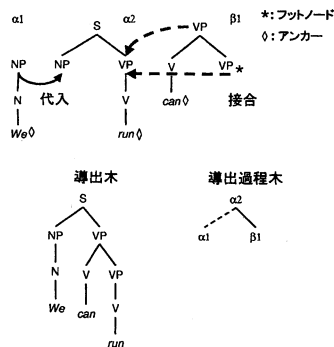 α1 S α2 VP β1 *:フットノード
◊:アンカー
NP NP VP V VP*
代入 接合
N V can◊
We◊ run◊
導出木 導出過程木
S α2
NP VP α1 β1
N V VP
We can V
run